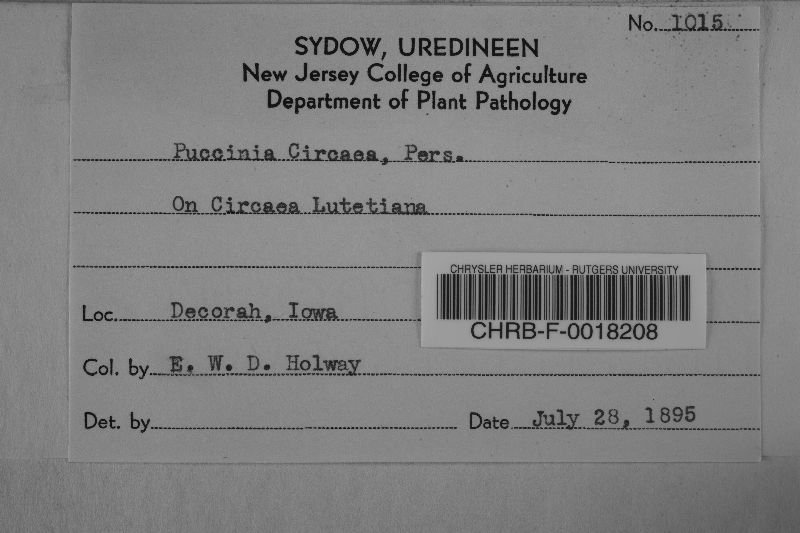 No. 1015
SYDOW, UREDINEEN
New Jersey College of Agriculture
Department of Plant Pathology
Puccinia Circaea, Pers.
On Circaea Lutetiana
CHRYSLER HERBARIUM - RUTGERS UNIVERSITY
CHRB-F-0018208
Loc. Decorah, Iowa
Col. by E. W. D. Holway
Det. by
Date July 28, 1895